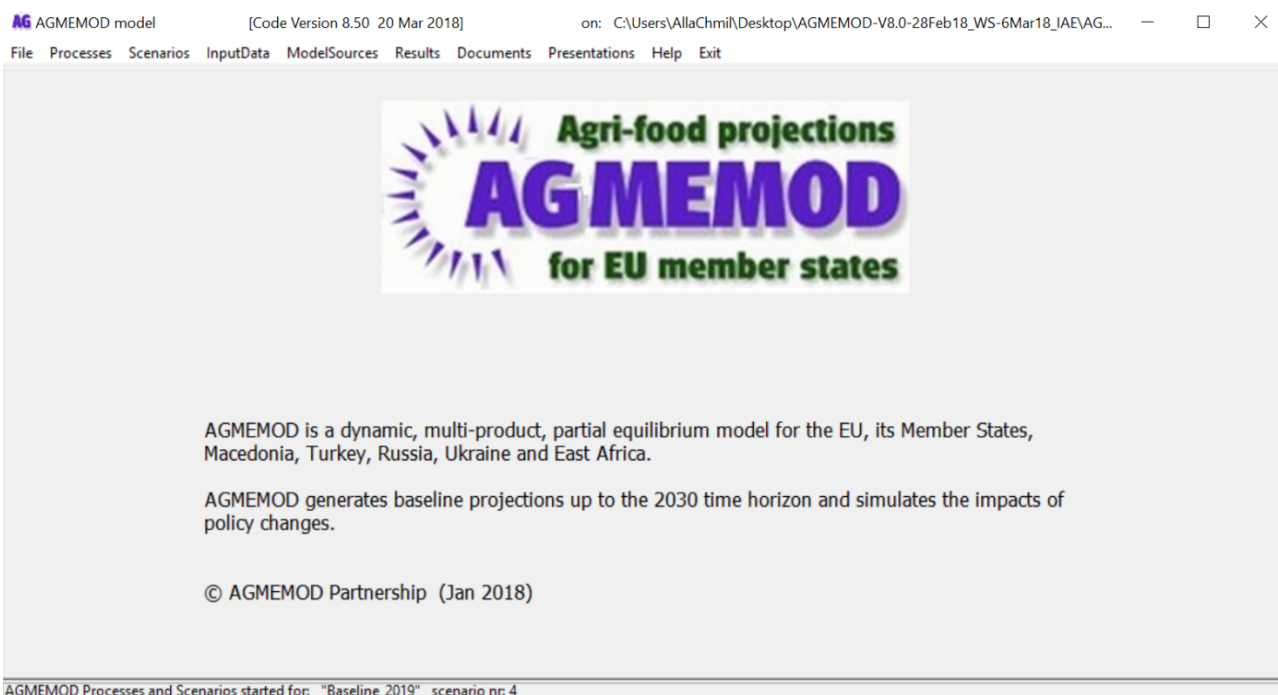 AG AGMEMOD model [Code Version 8.50 20 Mar 2018] on: C:\Users\AllaChmil\Desktop\AGMEMOD-V8.0-28Feb18_WS-6Mar18_IAE\AG...
File Processes Scenarios InputData ModelSources Results Documents Presentations Help Exit
Agri-food projections
AGMEMOD
for EU member states
AGMEMOD is a dynamic, multi-product, partial equilibrium model for the EU, its Member States,
Macedonia, Turkey, Russia, Ukraine and East Africa.
AGMEMOD generates baseline projections up to the 2030 time horizon and simulates the impacts of
policy changes.
© AGMEMOD Partnership (Jan 2018)
AGMEMOD Processes and Scenarios started for: "Baseline_2019" scenario nr: 4